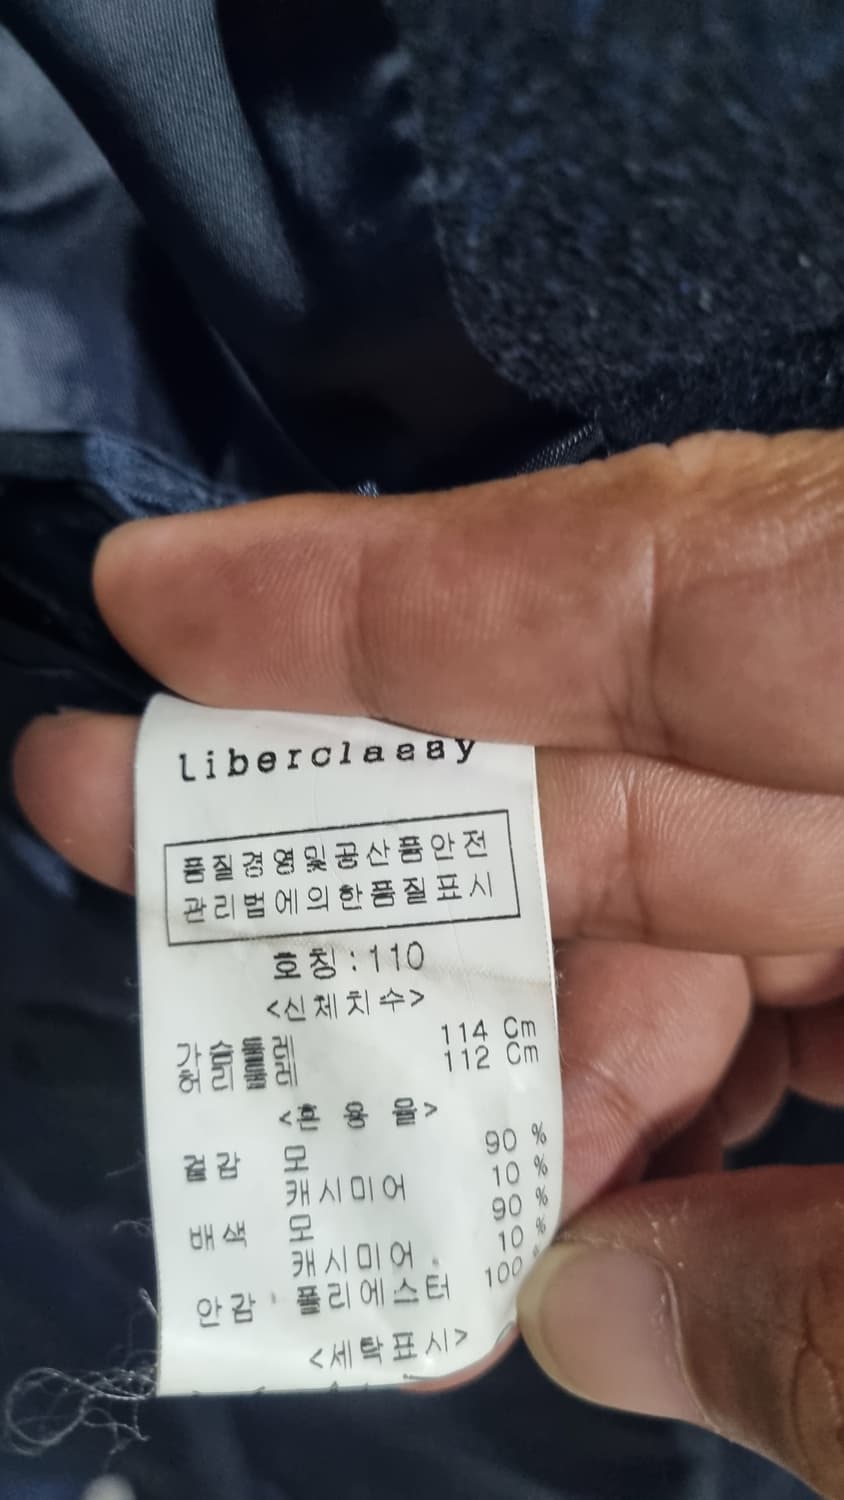 Liberclassy
품질경영및공산품안전
관리법에의한품질표시
호칭:110
<신체치수>
가슴둘레 114 Cm
허리둘레 112 Cm
<혼용율>
겉감 모 90 %
캐시미어 10 %
배색 모 90 %
캐시미어 10 %
안감 폴리에스터 100 %
<세탁표시>